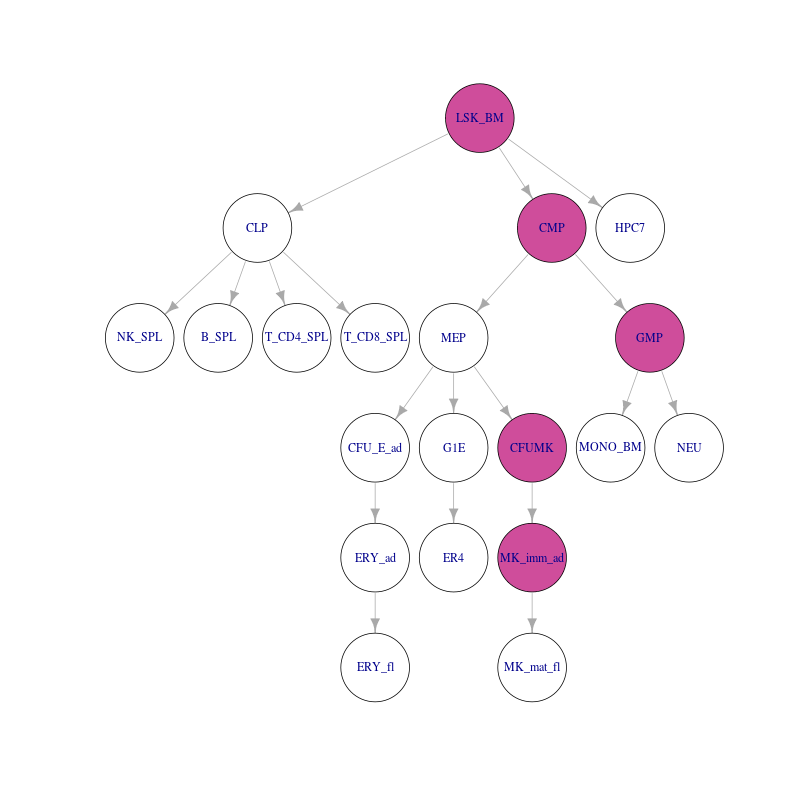 LSK_BM
CLP
CMP
HPC7
NK_SPL
B_SPL
T_CD4_SPL
T_CD8_SPL
MEP
GMP
CFU_E_ad
G1E
CFUMK
MONO_BM
NEU
ERY_ad
ER4
MK_imm_ad
ERY_fl
MK_mat_fl